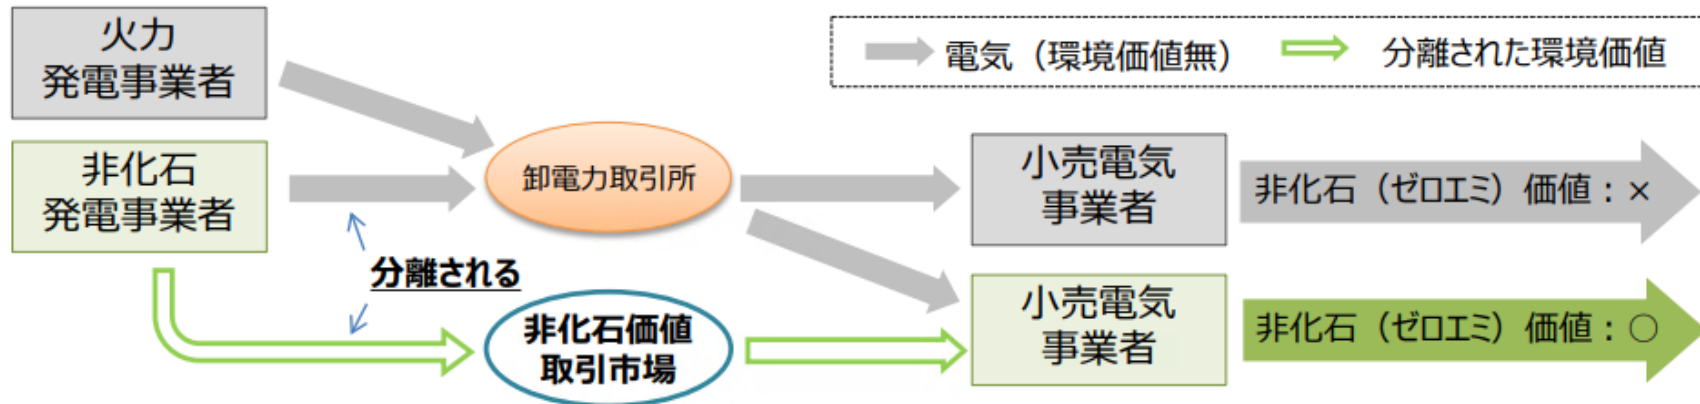 火力
発電事業者
電気（環境価値無）
分離された環境価値
非化石
発電事業者
卸電力取引所
小売電気
事業者
非化石（ゼロエミ）価値：×
分離される
非化石価値
取引市場
小売電気
事業者
非化石（ゼロエミ）価値：○